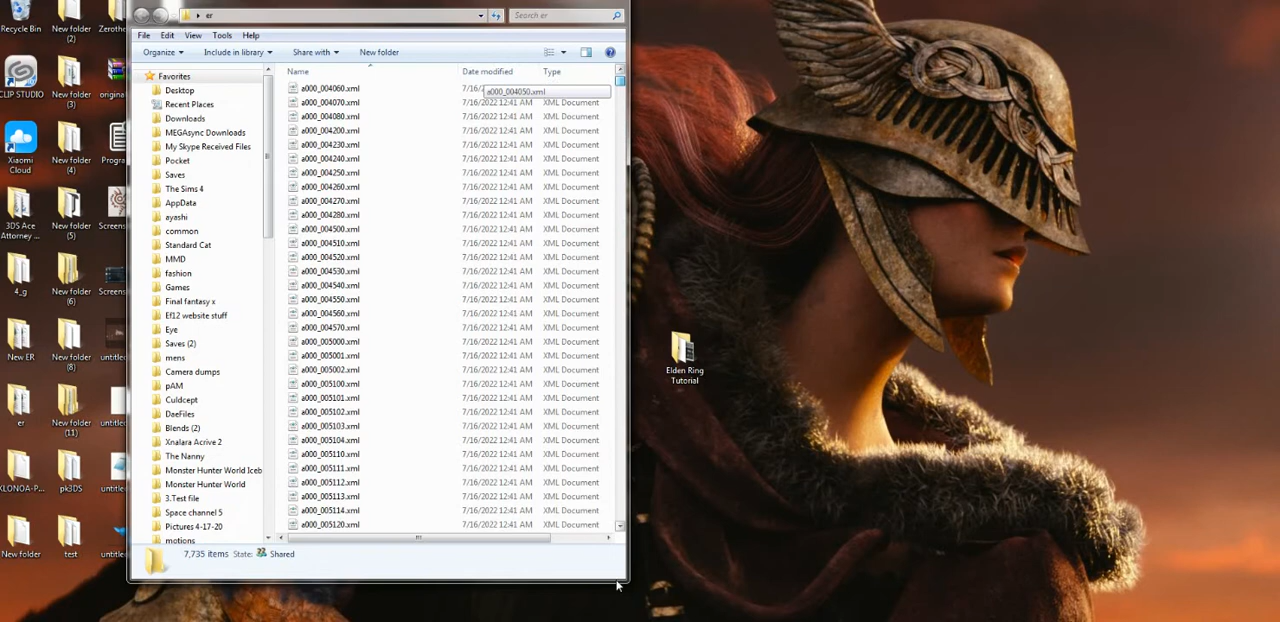 Recycle Bin
New folder
(2)
Zerothe
CLIP STUDIO
New folder
(3)
original
Xiaomi
Cloud
New folder
(4)
Progra
3DS Ace
Attorney ...
New folder
(5)
Screens
4_g
New folder
(6)
Screens
New ER
New folder
(8)
untitle
er
New folder
(11)
untitle
KLONOA-P...
pk3DS
untitle
New folder
test
untitle
er
Search er
File Edit View Tools Help
Organize Include in library Share with New folder
Favorites
Desktop
Recent Places
Downloads
MEGAsync Downloads
My Skype Received Files
Pocket
Saves
The Sims 4
AppData
ayashi
common
Standard Cat
MMD
fashion
Games
Final fantasy x
Ef12 website stuff
Eye
Saves (2)
mens
Camera dumps
pAM
Culdcept
DaeFiles
Blends (2)
Xnalara Acrive 2
The Nanny
Monster Hunter World Iceb
Monster Hunter World
3.Test file
Space channel 5
Pictures 4-17-20
motions
Name Date modified Type
a000_004060.xml 7/16/
a000_004050.xml
a000_004070.xml 7/16/2022 12:41 AM XML Document
a000_004080.xml 7/16/2022 12:41 AM XML Document
a000_004200.xml 7/16/2022 12:41 AM XML Document
a000_004230.xml 7/16/2022 12:41 AM XML Document
a000_004240.xml 7/16/2022 12:41 AM XML Document
a000_004250.xml 7/16/2022 12:41 AM XML Document
a000_004260.xml 7/16/2022 12:41 AM XML Document
a000_004270.xml 7/16/2022 12:41 AM XML Document
a000_004280.xml 7/16/2022 12:41 AM XML Document
a000_004500.xml 7/16/2022 12:41 AM XML Document
a000_004510.xml 7/16/2022 12:41 AM XML Document
a000_004520.xml 7/16/2022 12:41 AM XML Document
a000_004530.xml 7/16/2022 12:41 AM XML Document
a000_004540.xml 7/16/2022 12:41 AM XML Document
a000_004550.xml 7/16/2022 12:41 AM XML Document
a000_004560.xml 7/16/2022 12:41 AM XML Document
a000_004570.xml 7/16/2022 12:41 AM XML Document
a000_005000.xml 7/16/2022 12:41 AM XML Document
a000_005001.xml 7/16/2022 12:41 AM XML Document
a000_005002.xml 7/16/2022 12:41 AM XML Document
a000_005100.xml 7/16/2022 12:41 AM XML Document
a000_005101.xml 7/16/2022 12:41 AM XML Document
a000_005102.xml 7/16/2022 12:41 AM XML Document
a000_005103.xml 7/16/2022 12:41 AM XML Document
a000_005104.xml 7/16/2022 12:41 AM XML Document
a000_005110.xml 7/16/2022 12:41 AM XML Document
a000_005111.xml 7/16/2022 12:41 AM XML Document
a000_005112.xml 7/16/2022 12:41 AM XML Document
a000_005113.xml 7/16/2022 12:41 AM XML Document
a000_005114.xml 7/16/2022 12:41 AM XML Document
a000_005120.xml 7/16/2022 12:41 AM XML Document
7,735 items State: Shared
Elden Ring
Tutorial